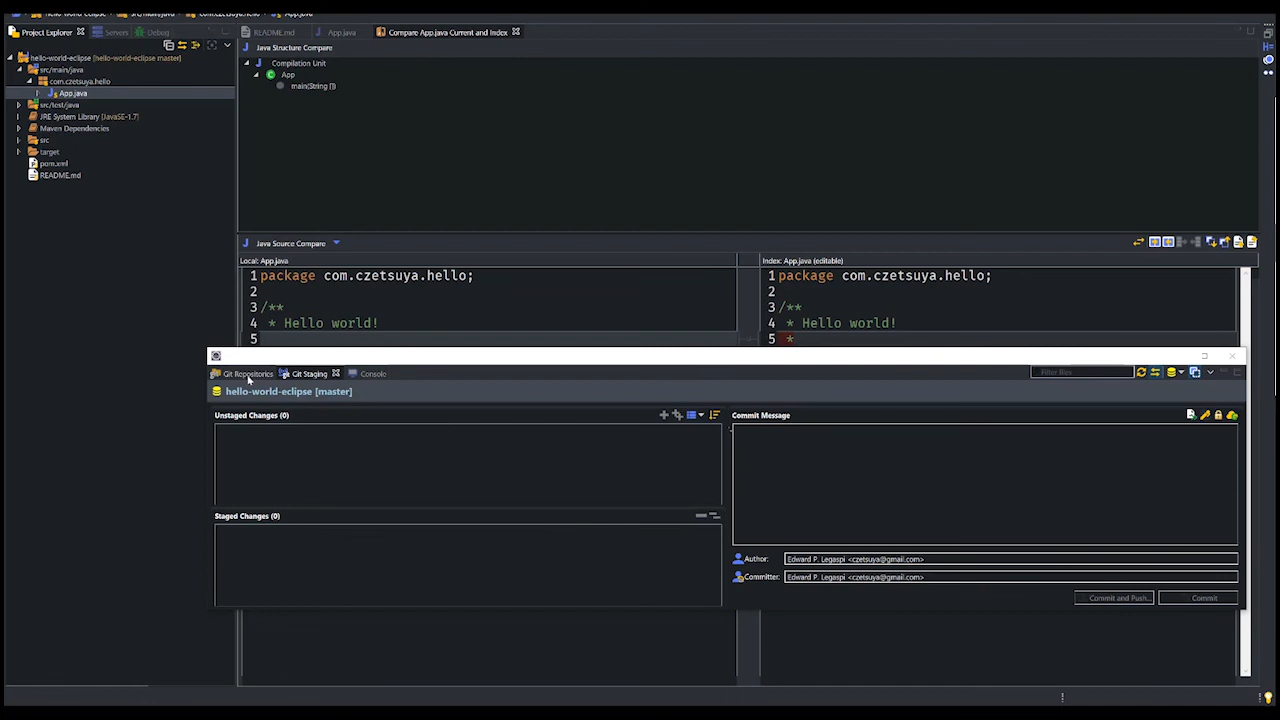 Project Explorer
Servers
Debug
README.md
App.java
Compare App.java Current and Index
hello-world-eclipse [hello-world-eclipse master]
src/main/java
com.czetsuya.hello
App.java
src/test/java
JRE System Library [JavaSE-1.7]
Maven Dependencies
src
target
pom.xml
README.md
Java Structure Compare
Compilation Unit
App
main(String [])
Java Source Compare
Local: App.java
Index: App.java (editable)
1 package com.czetsuya.hello;
2
3 /**
4  * Hello world!
5
1 package com.czetsuya.hello;
2
3 /**
4  * Hello world!
5  *
Git Repositories
Git Staging
Console
Filter files
hello-world-eclipse [master]
Unstaged Changes (0)
Staged Changes (0)
Commit Message
Author:
Edward P. Legaspi <czetsuya@gmail.com>
Committer:
Edward P. Legaspi <czetsuya@gmail.com>
Commit and Push...
Commit